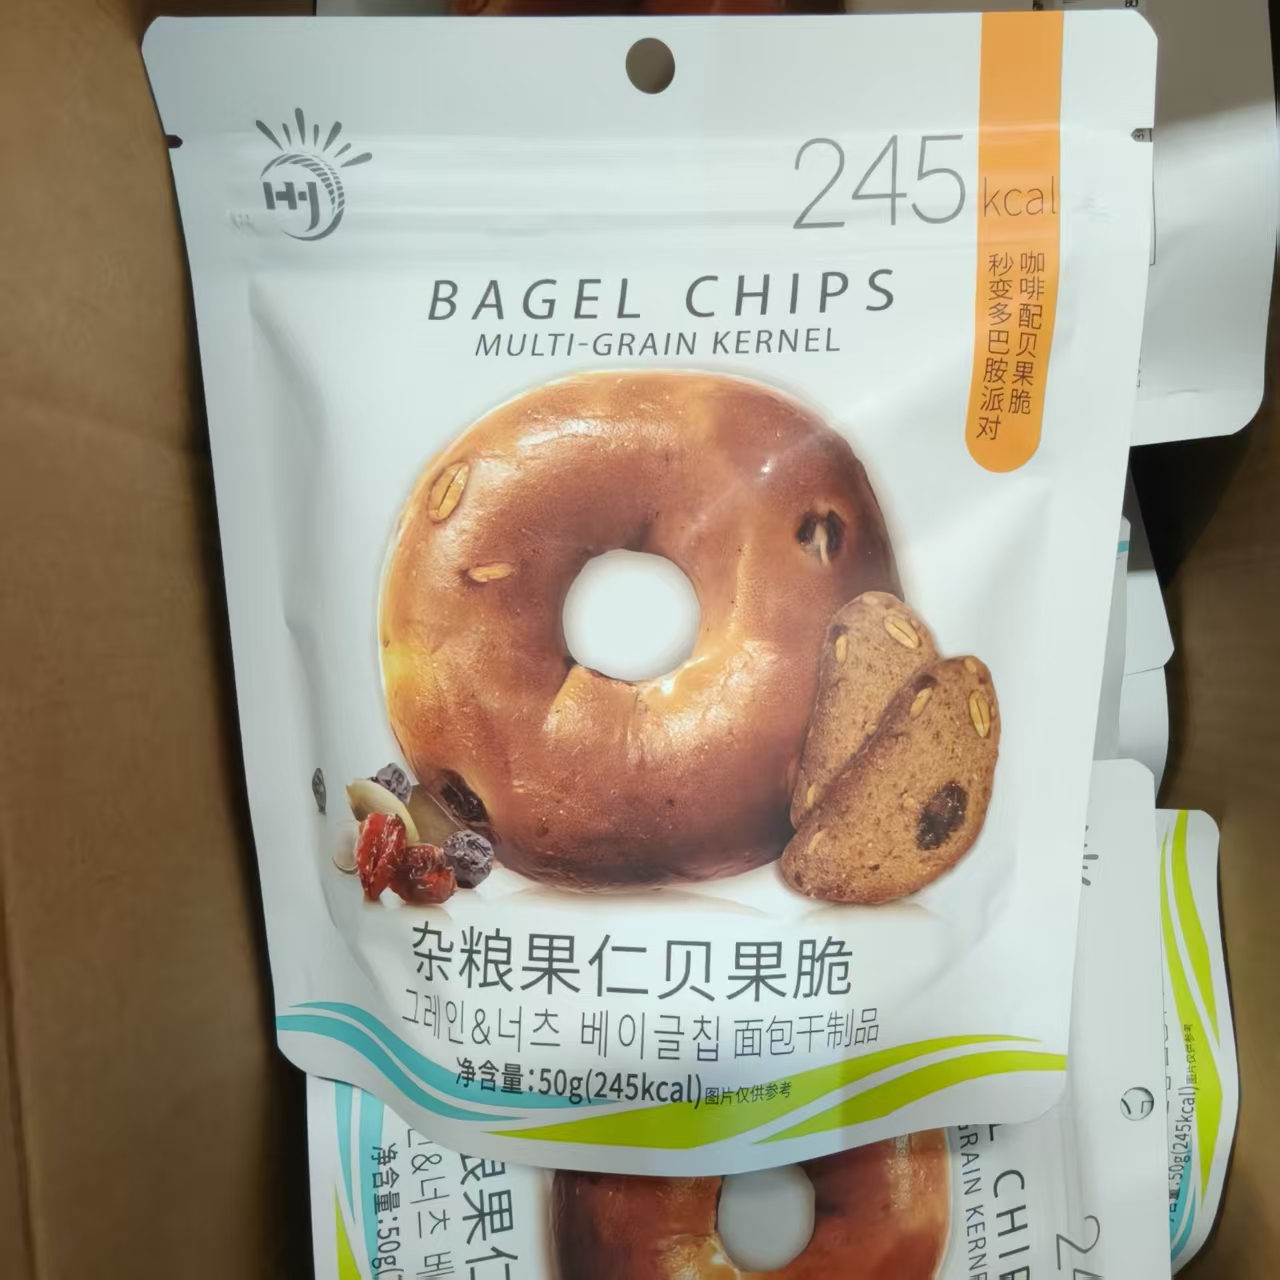 245 kcal
咖啡配贝果脆
秒变多巴胺派对
BAGEL CHIPS
MULTI-GRAIN KERNEL
杂粮果仁贝果脆
그레인&너츠 베이글칩 面包干制品
净含量:50g(245kcal)图片仅供参考